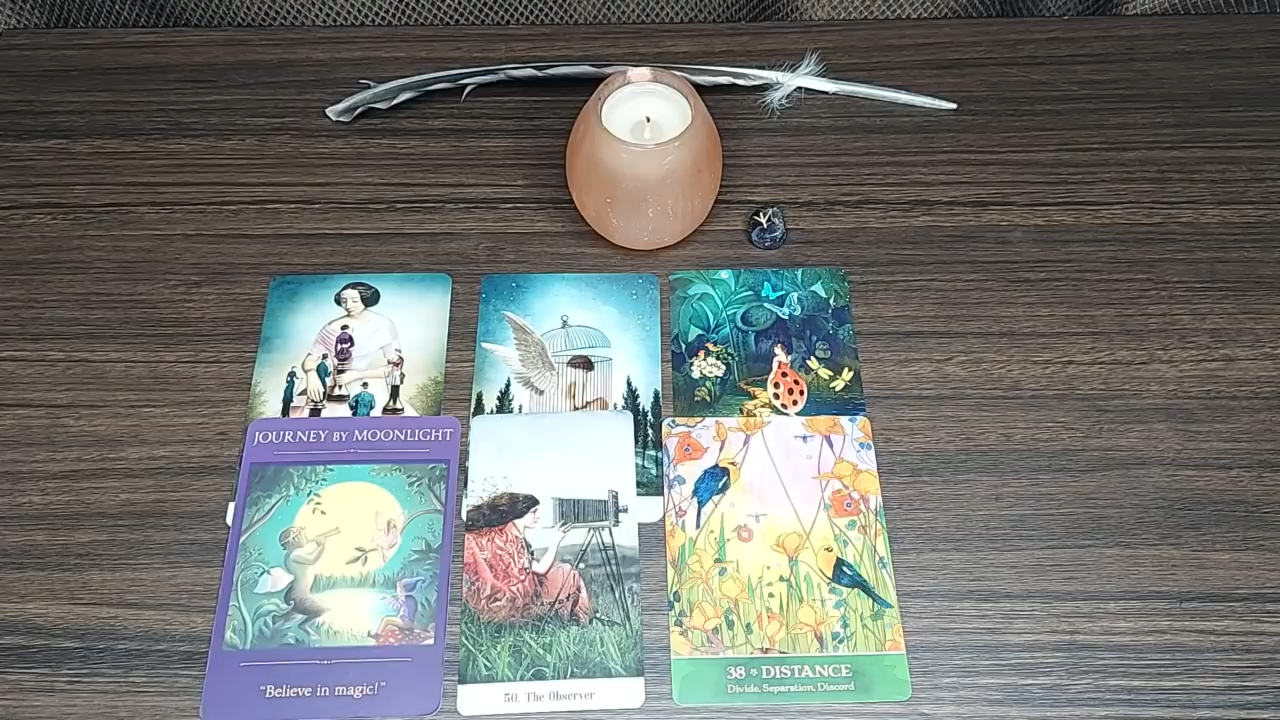 JOURNEY BY MOONLIGHT
"Believe in magic!"
50. The Observer
38 DISTANCE
Divide, Separation, Discord